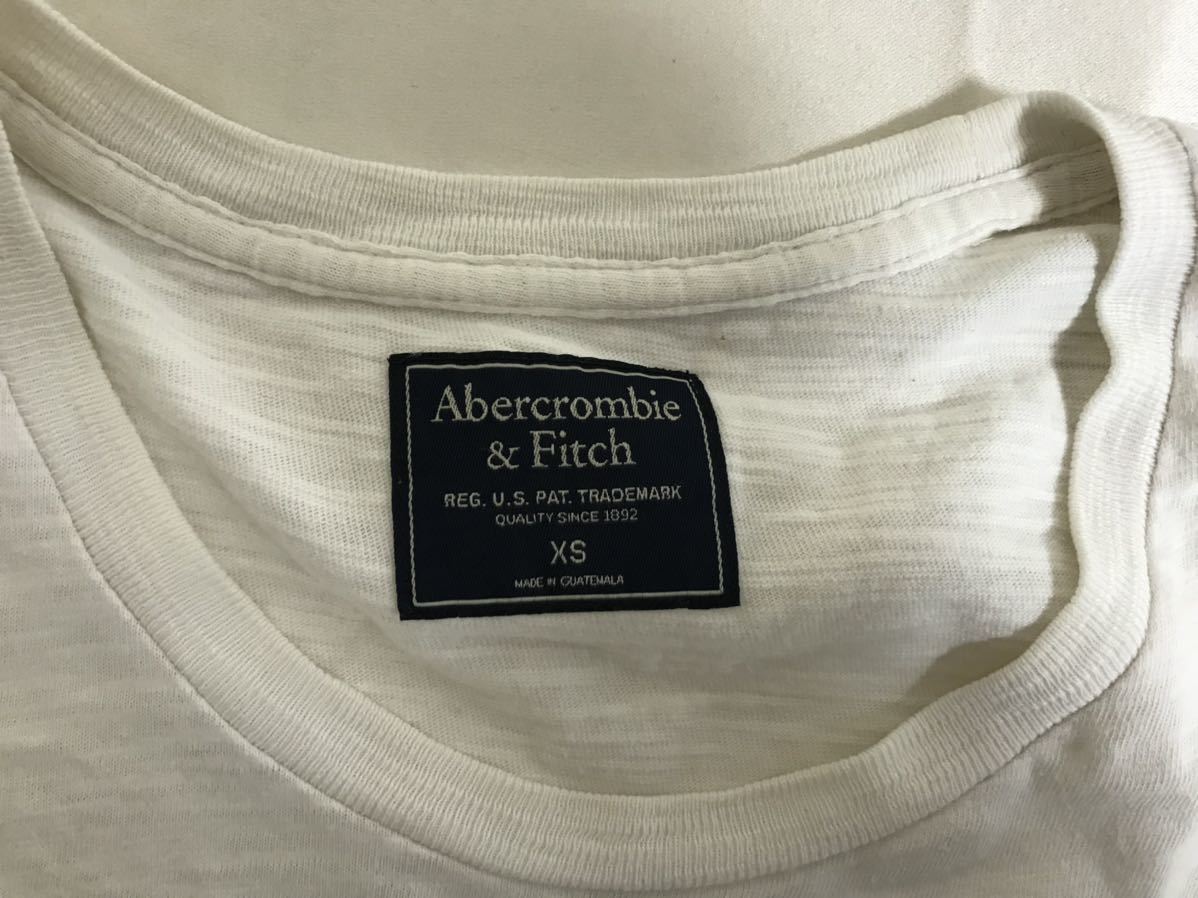 Abercrombie
& Fitch
REG. U.S. PAT. TRADEMARK
QUALITY SINCE 1892
XS
MADE IN GUATEMALA